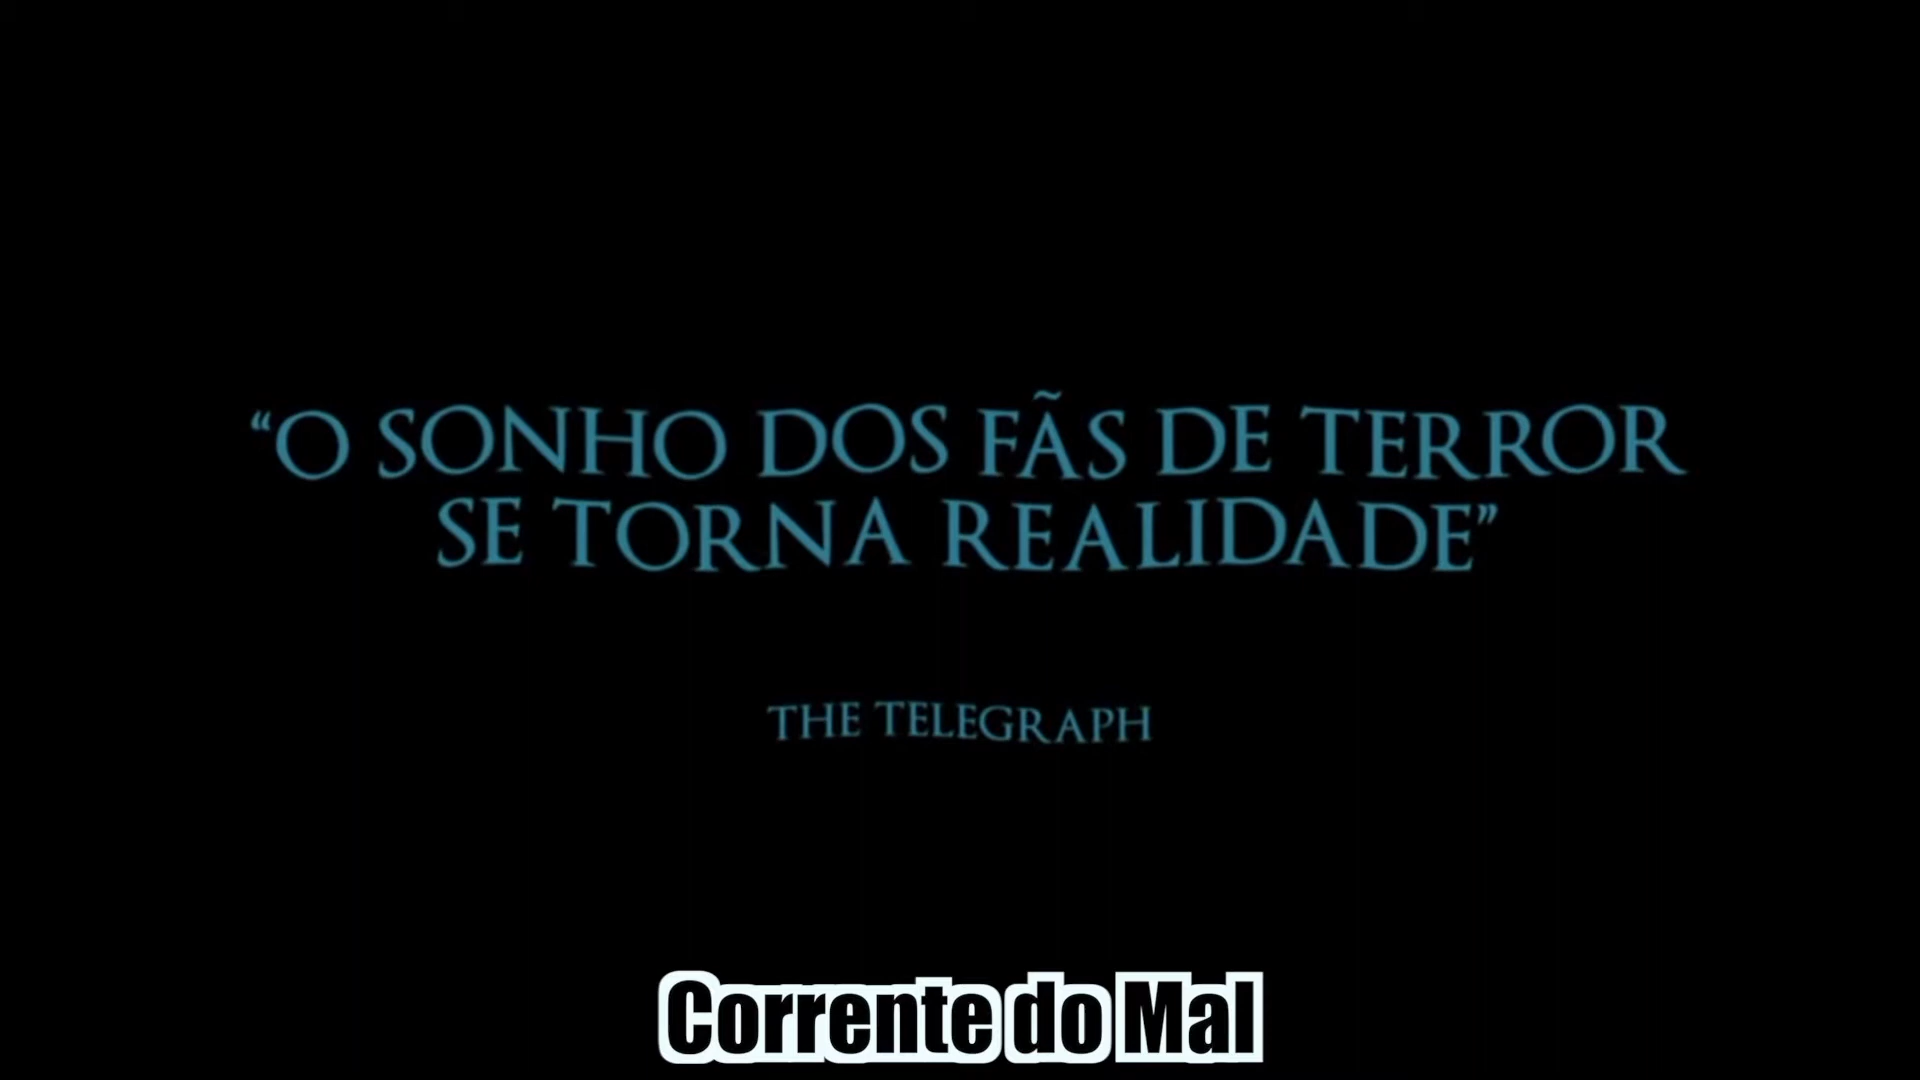 “O SONHO DOS FÃS DE TERROR
SE TORNA REALIDADE”
THE TELEGRAPH
Corrente do Mal